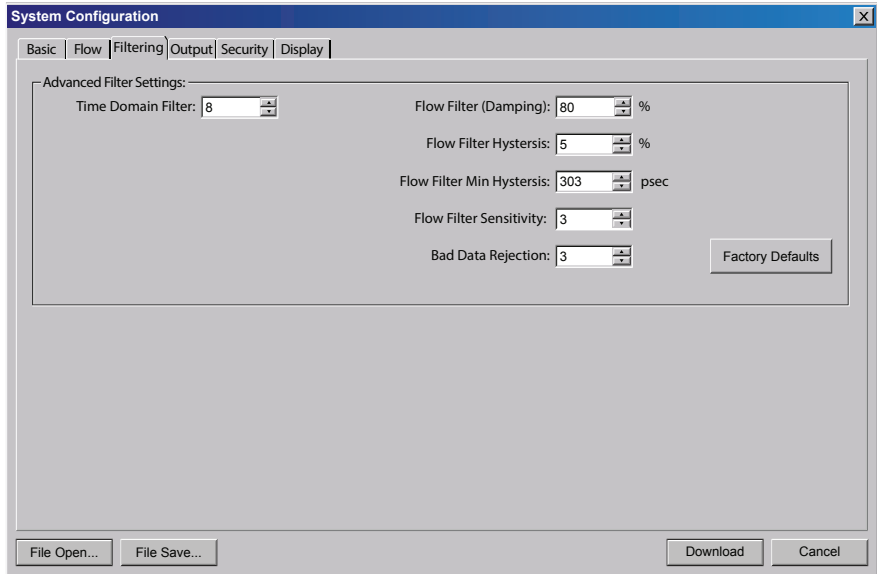 System Configuration
Basic Flow Filtering Output Security Display
Advanced Filter Settings:
Time Domain Filter: 8 Flow Filter (Damping): 80 %
Flow Filter Hystersis: 5 %
Flow Filter Min Hystersis: 303 psec
Flow Filter Sensitivity: 3
Bad Data Rejection: 3 Factory Defaults
File Open... File Save... Download Cancel